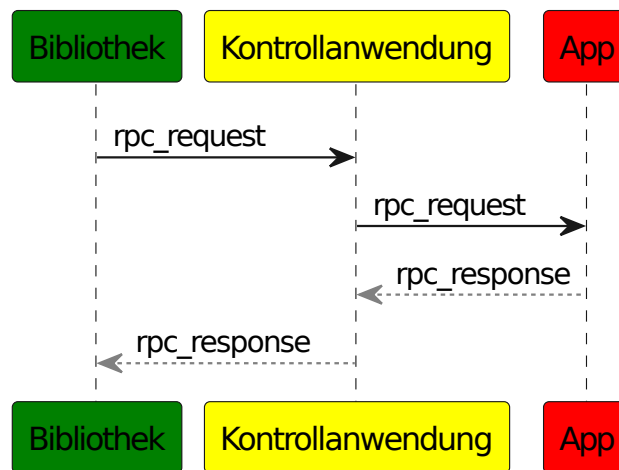 Bibliothek Kontrollanwendung App
rpc_request
rpc_request
rpc_response
rpc_response
Bibliothek Kontrollanwendung App